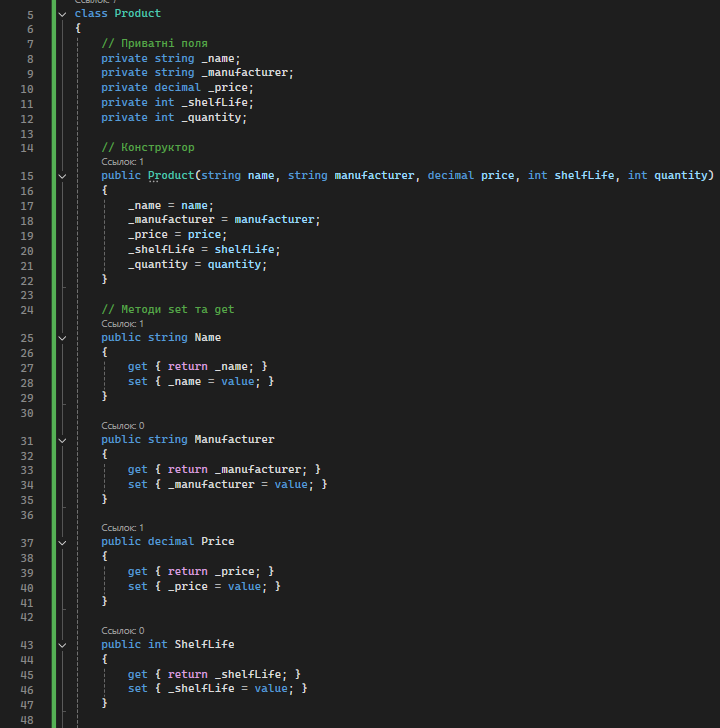 Ссылок: 7
5 class Product
6 {
7 // Приватні поля
8 private string _name;
9 private string _manufacturer;
10 private decimal _price;
11 private int _shelfLife;
12 private int _quantity;
13
14 // Конструктор
Ссылок: 1
15 public Product(string name, string manufacturer, decimal price, int shelfLife, int quantity)
16 {
17 _name = name;
18 _manufacturer = manufacturer;
19 _price = price;
20 _shelfLife = shelfLife;
21 _quantity = quantity;
22 }
23
24 // Методи set та get
Ссылок: 1
25 public string Name
26 {
27 get { return _name; }
28 set { _name = value; }
29 }
30
Ссылок: 0
31 public string Manufacturer
32 {
33 get { return _manufacturer; }
34 set { _manufacturer = value; }
35 }
36
Ссылок: 1
37 public decimal Price
38 {
39 get { return _price; }
40 set { _price = value; }
41 }
42
Ссылок: 0
43 public int ShelfLife
44 {
45 get { return _shelfLife; }
46 set { _shelfLife = value; }
47 }
48